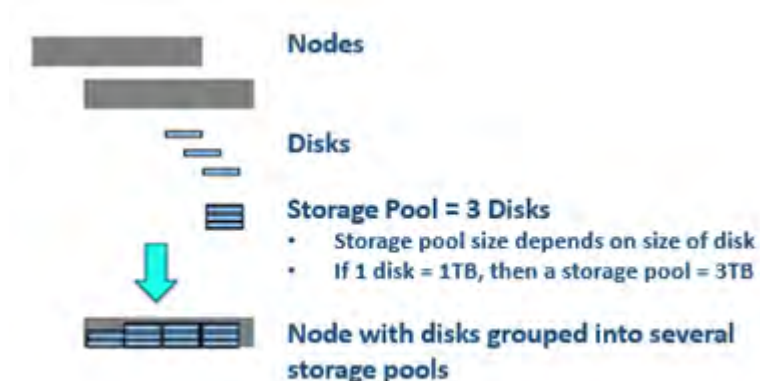 Nodes
Disks
Storage Pool = 3 Disks
• Storage pool size depends on size of disk
• If 1 disk = 1TB, then a storage pool = 3TB
Node with disks grouped into several
storage pools